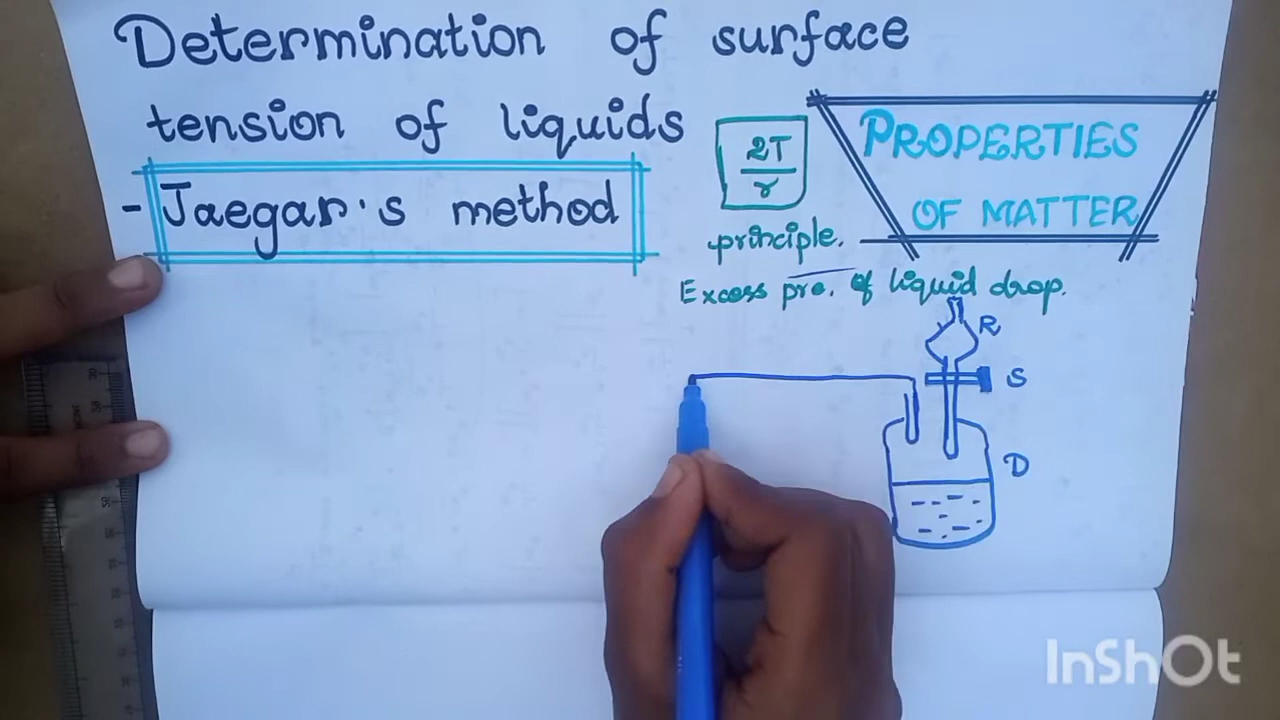 Determination of surface
tension of liquids
- Jaegar's method
2T
r
principle.
Excess pre. of liquid drop.
PROPERTIES
OF MATTER
R
S
D
InShOt